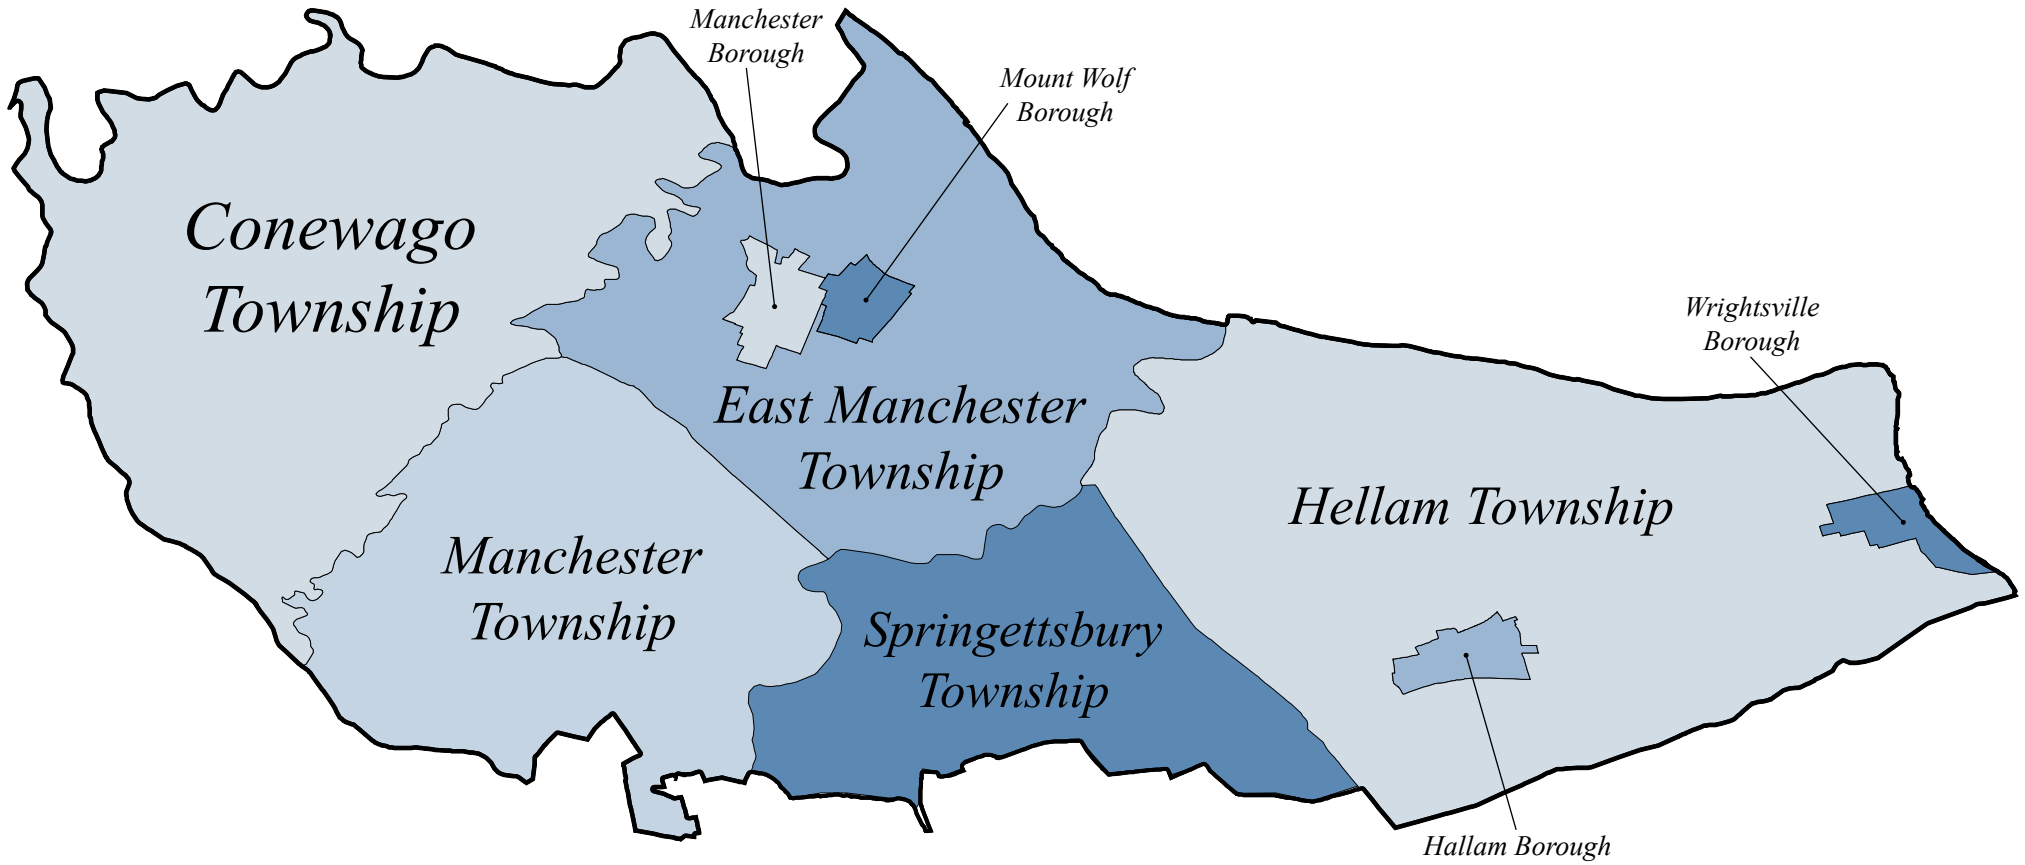 Manchester
Borough
Mount Wolf
Borough
Conewago
Township
Wrightsville
Borough
East Manchester
Township
Hellam Township
Manchester
Township
Springettsbury
Township
Hallam Borough